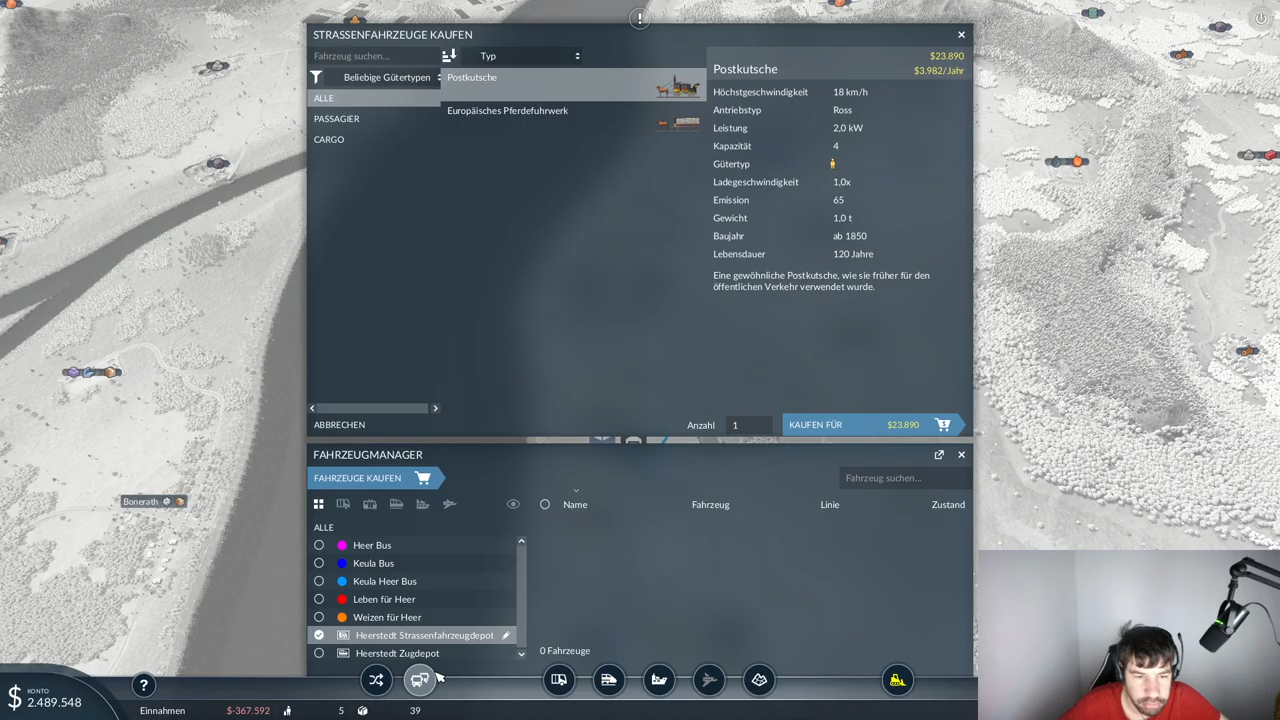 STRASSENFAHRZEUGE KAUFEN
Fahrzeug suchen...
Typ
Beliebige Gütertypen
ALLE
PASSAGIER
CARGO
Postkutsche
Europäisches Pferdefuhrwerk
$23.890
Postkutsche
$3.982/Jahr
Höchstgeschwindigkeit 18 km/h
Antriebstyp Ross
Leistung 2,0 kW
Kapazität 4
Gütertyp
Ladegeschwindigkeit 1,0x
Emission 65
Gewicht 1,0 t
Baujahr ab 1850
Lebensdauer 120 Jahre
Eine gewöhnliche Postkutsche, wie sie früher für den
öffentlichen Verkehr verwendet wurde.
ABBRECHEN
Anzahl 1
KAUFEN FÜR $23.890
FAHRZEUGMANAGER
FAHRZEUGE KAUFEN
Fahrzeug suchen...
Name Fahrzeug Linie Zustand
ALLE
Heer Bus
Keula Bus
Keula Heer Bus
Leben für Heer
Weizen für Heer
Heerstedt Strassenfahrzeugdepot
Heerstedt Zugdepot
0 Fahrzeuge
Bonerath
KONTO
$ 2.489.548
?
Einnahmen $-367.592 5 39